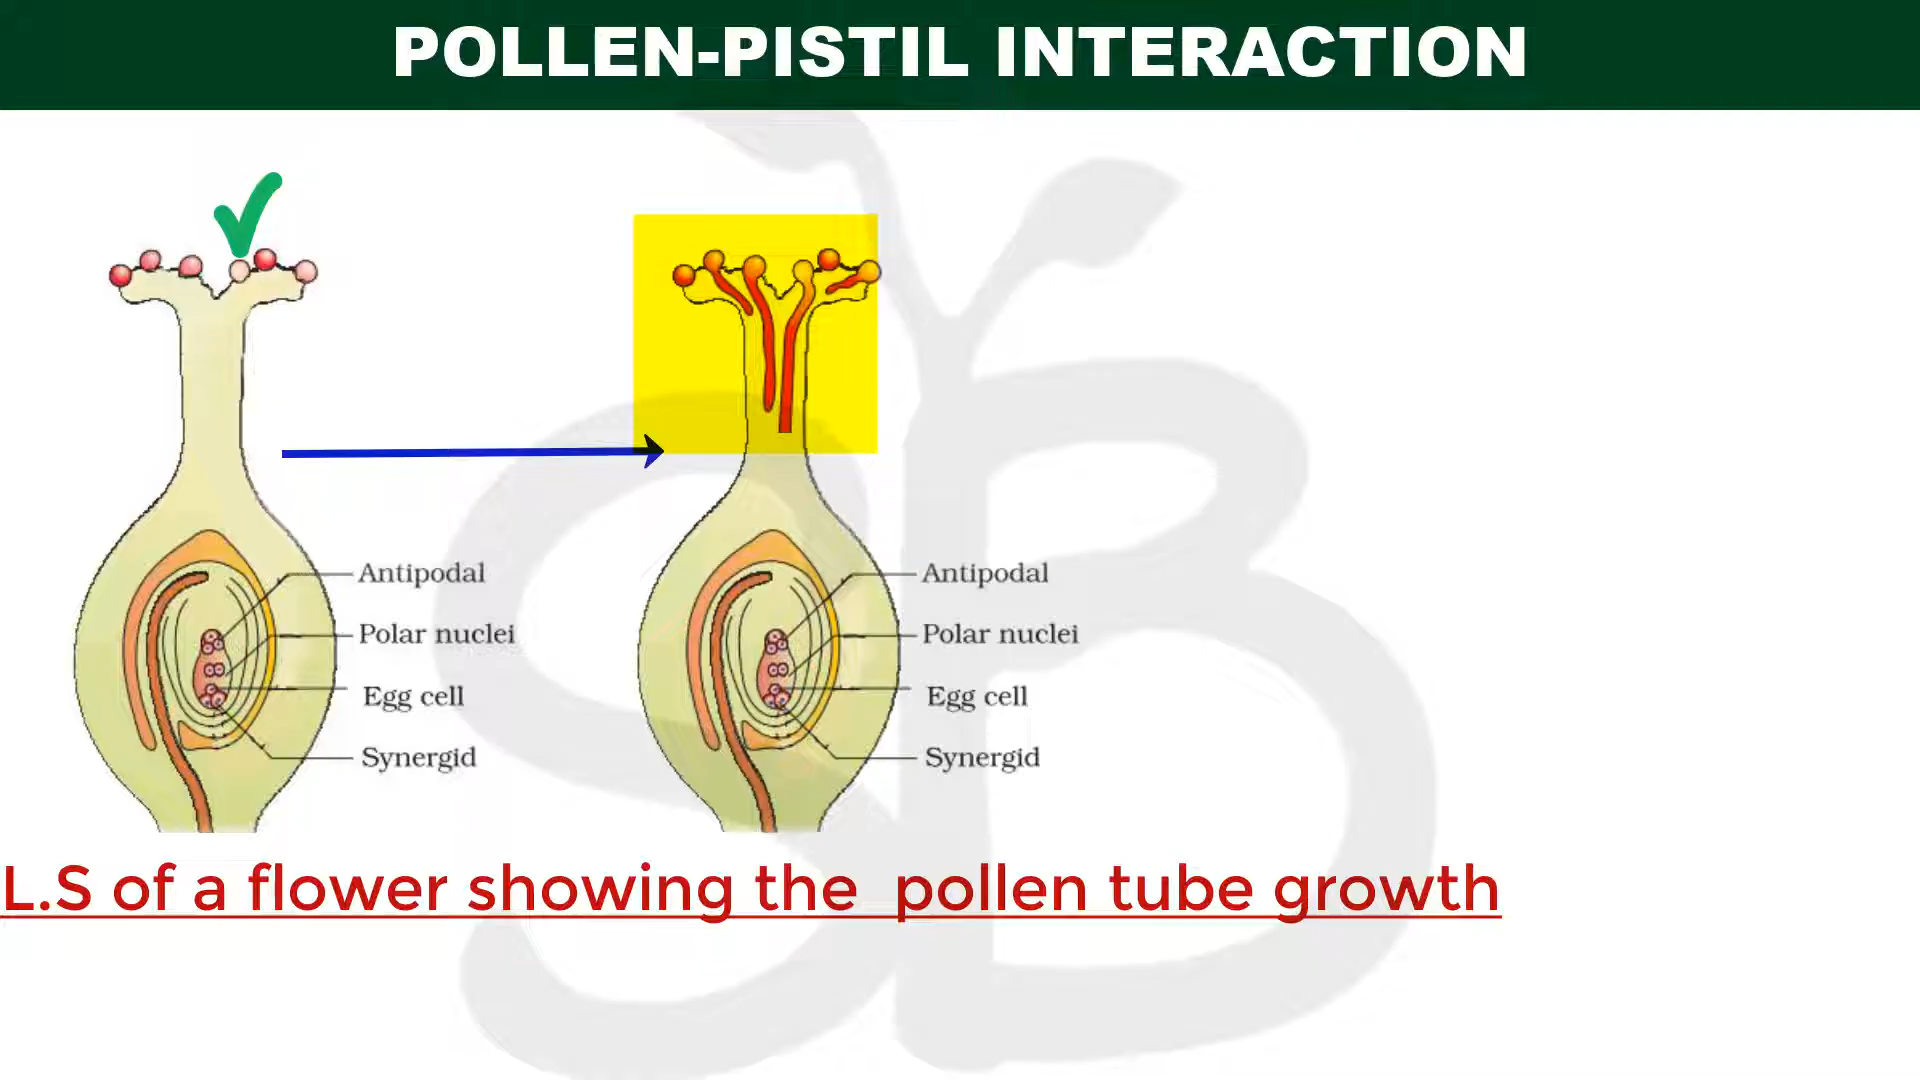 POLLEN-PISTIL INTERACTION
Antipodal
Polar nuclei
Egg cell
Synergid
Antipodal
Polar nuclei
Egg cell
Synergid
L.S of a flower showing the pollen tube growth
SB